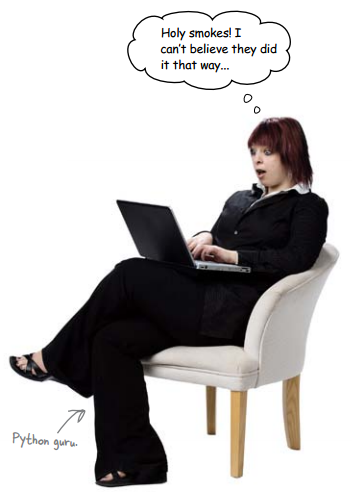 Holy smokes! I
can't believe they did
it that way...
Python guru.